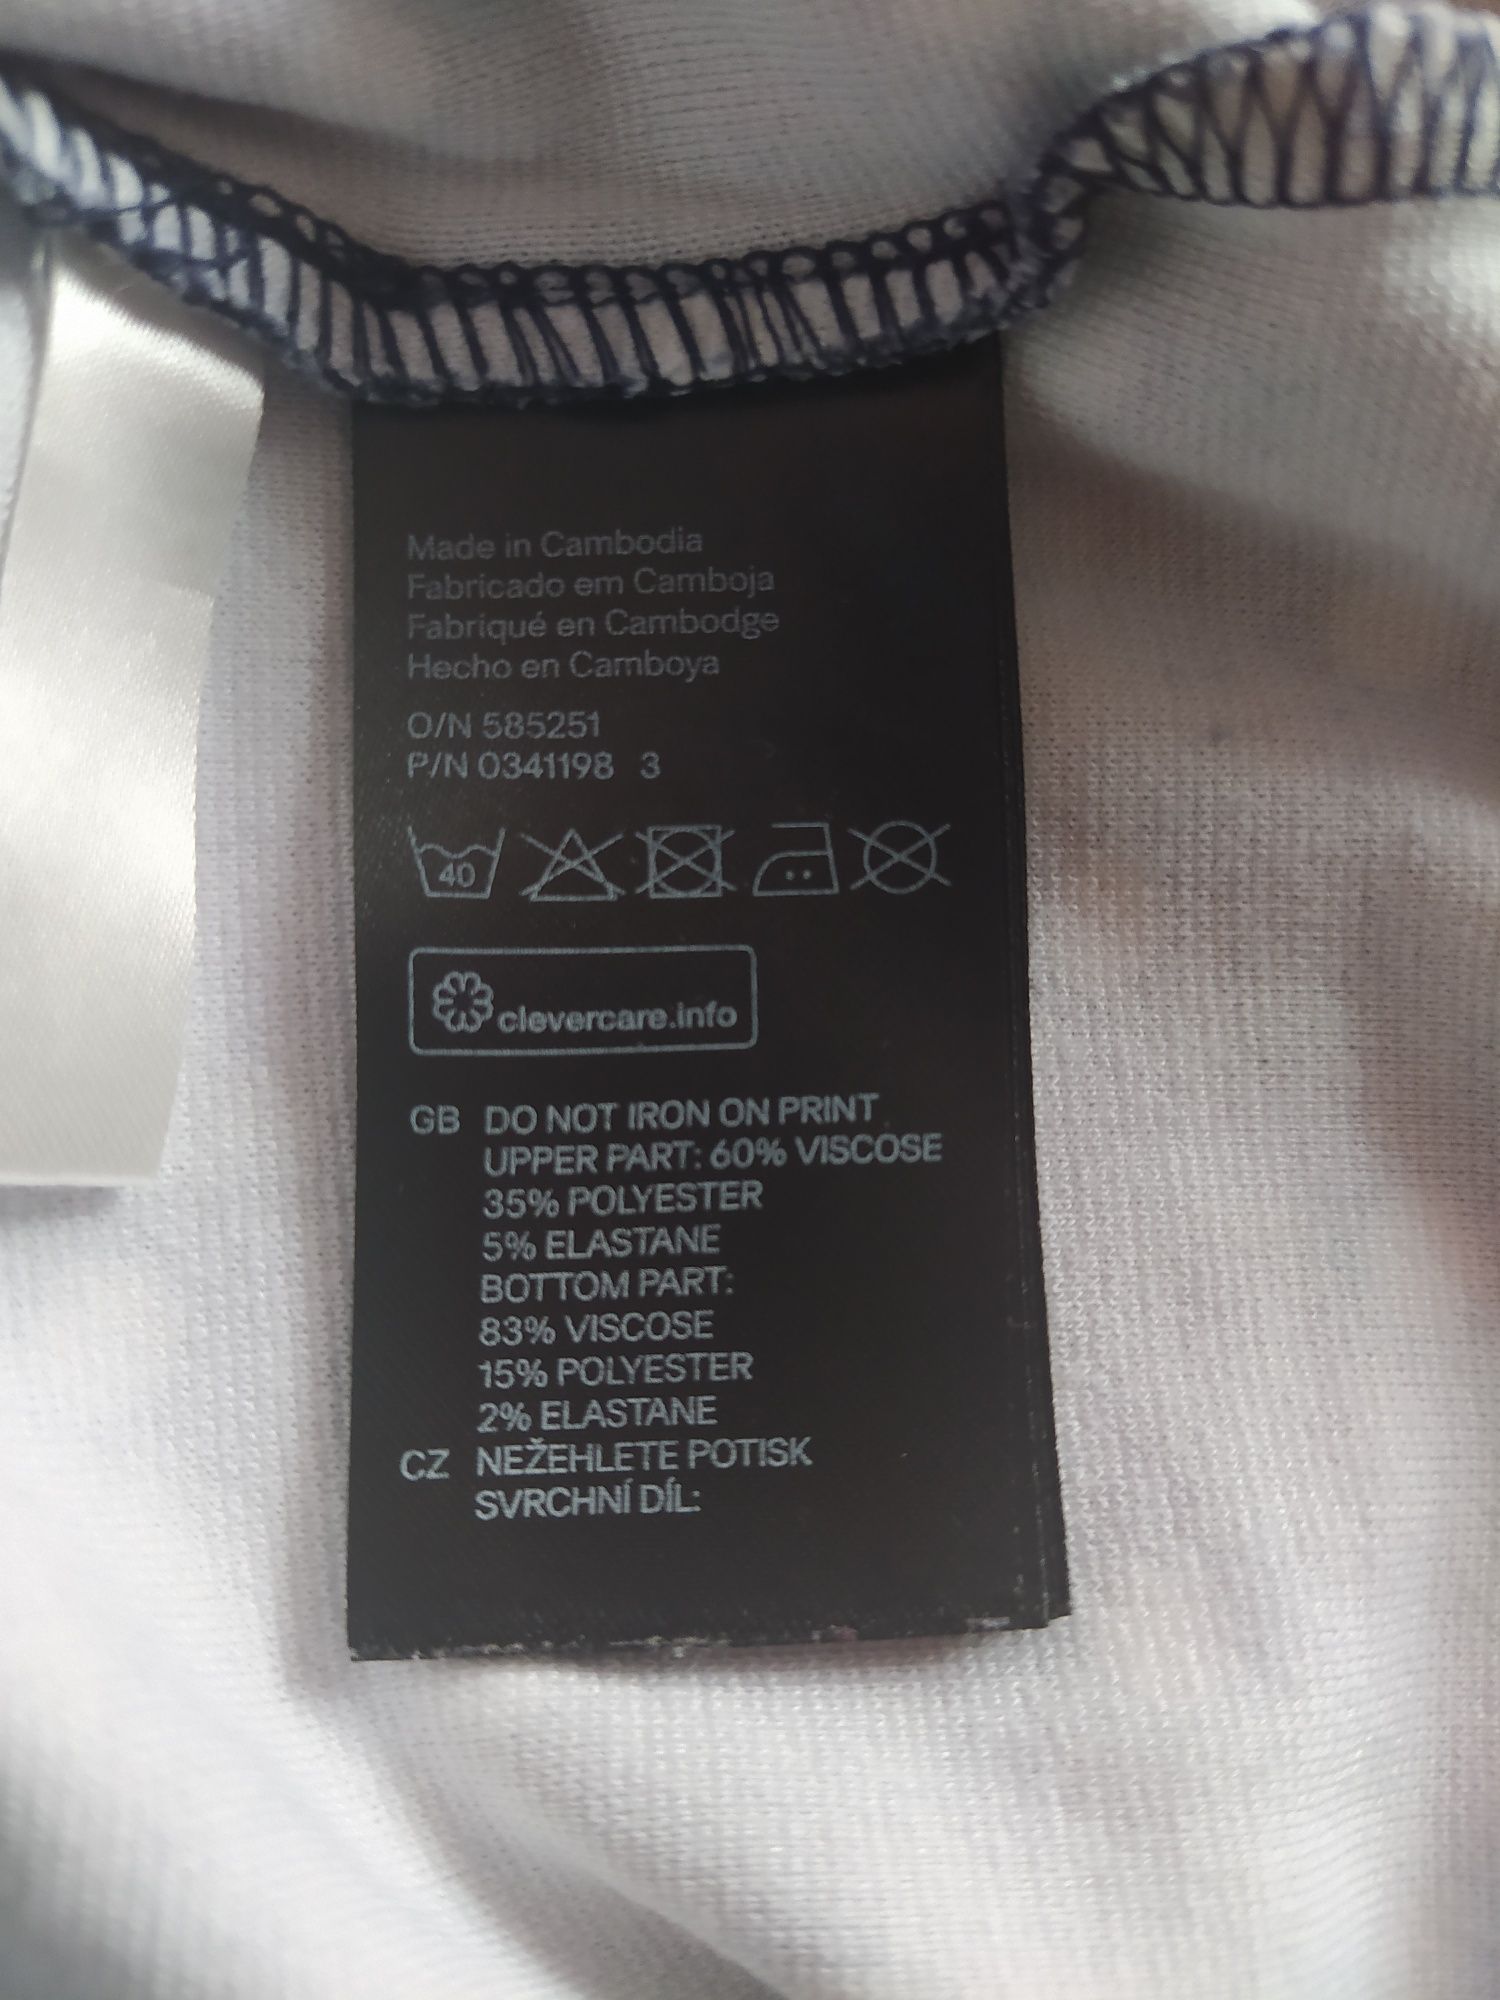 Made in Cambodia
Fabricado em Camboja
Fabriqué en Cambodge
Hecho en Camboya
O/N 585251
P/N 0341198 3
40
clevercare.info
GB DO NOT IRON ON PRINT
UPPER PART: 60% VISCOSE
35% POLYESTER
5% ELASTANE
BOTTOM PART:
83% VISCOSE
15% POLYESTER
2% ELASTANE
CZ NEŽEHLETE POTISK
SVRCHNÍ DÍL: